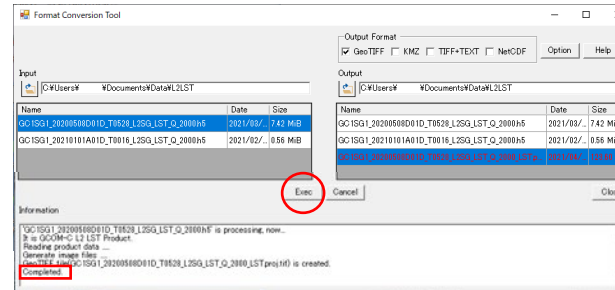 Format Conversion Tool
Output Format
GeoTIFF KMZ TIFF+TEXT NetCDF
Option Help
Input
C:¥Users¥ ¥Documents¥Data¥L2LST
Output
C:¥Users¥ ¥Documents¥Data¥L2LST
Name Date Size
GC1SG1_20200508D01D_T0528_L2SG_LST_Q_2000.h5 2021/03/... 7.42 MiB
GC1SG1_20210101A01D_T0016_L2SG_LST_Q_2000.h5 2021/02/... 0.56 MiB
Name Date Size
GC1SG1_20200508D01D_T0528_L2SG_LST_Q_2000.h5 2021/03/... 7.42 Mi
GC1SG1_20210101A01D_T0016_L2SG_LST_Q_2000.h5 2021/02/... 0.56 Mi
Exec Cancel Clo
Information
'GC1SG1_20200508D01D_T0528_L2SG_LST_Q_2000.h5' is processing now...
It is GCOM-C L2 LST Product.
Reading product data ...
Generate image files ...
GeoTIFF file(GC1SG1_20200508D01D_T0528_L2SG_LST_Q_2000_LSTproj.tif) is created.
Completed.